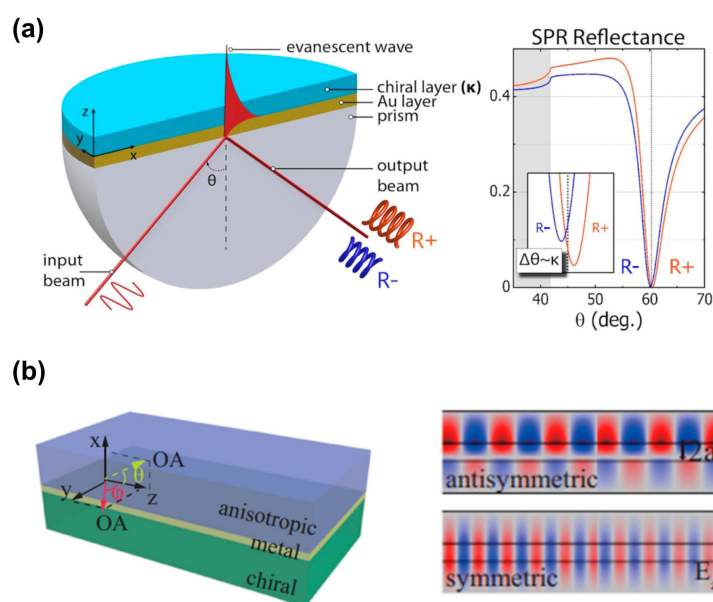 (a)
evanescent wave
chiral layer (κ)
Au layer
prism
z
y
x
θ
output
beam
input
beam
R+
R-
SPR Reflectance
0.4
0.2
0
R-
R+
Δθ~κ
R-
R+
40
50
60
70
θ (deg.)
(b)
x
OA
θ
y
φ
z
OA
anisotropic
metal
chiral
antisymmetric
symmetric